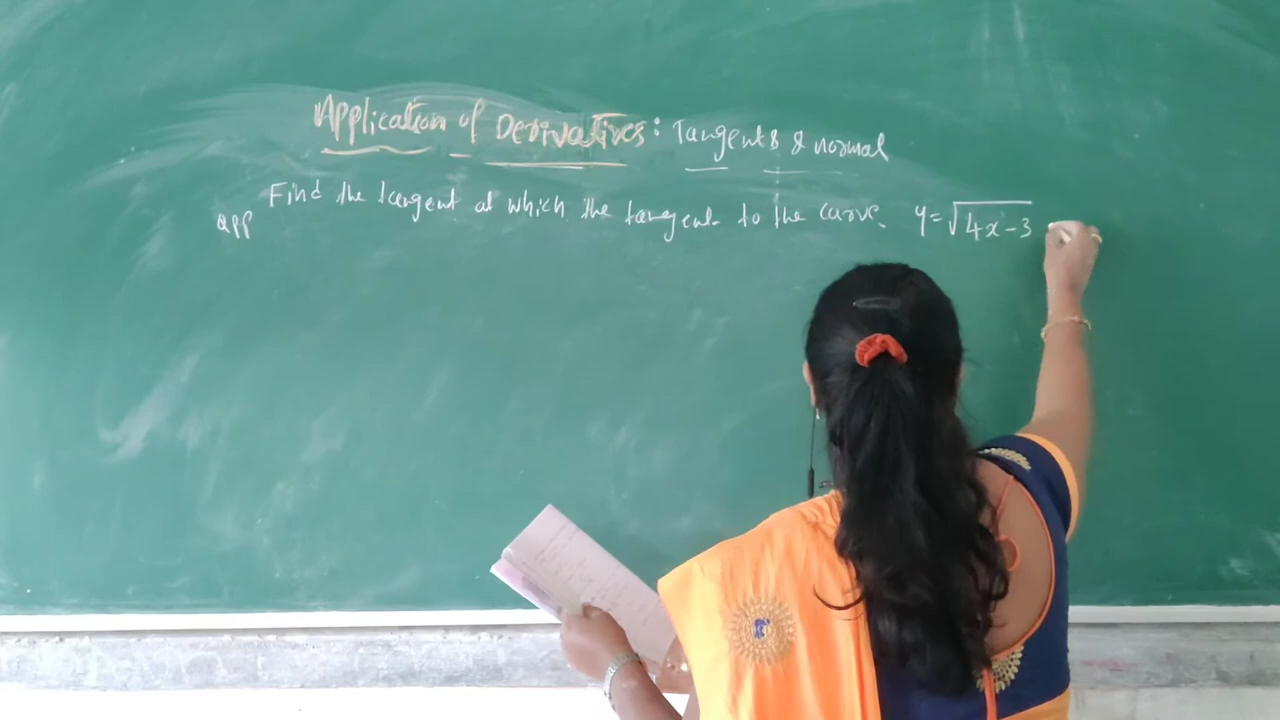 Application of Derivatives: Tangents & normal
Find the tangent at which the tangent to the curve y=√4x-3
app